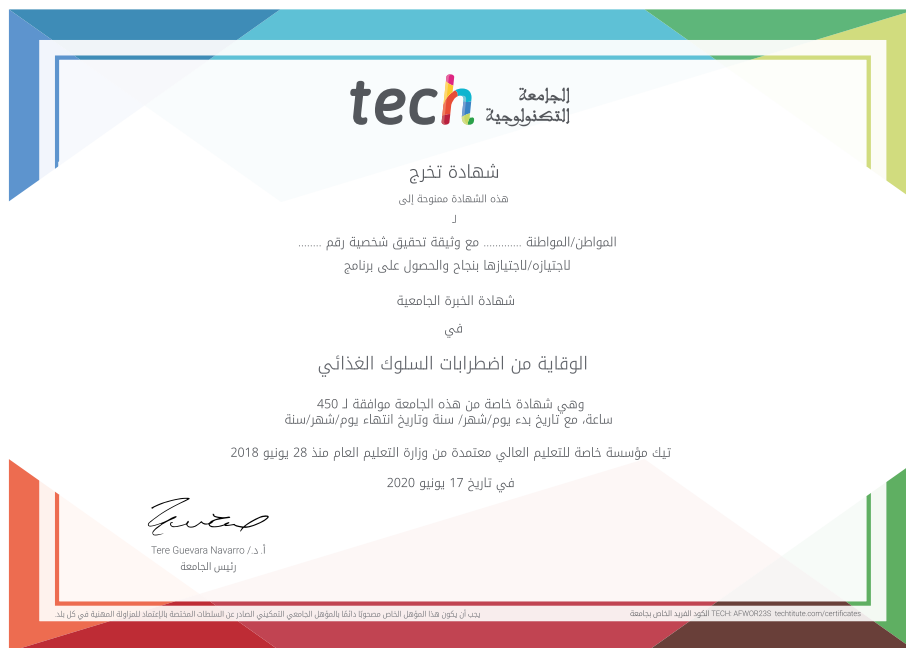 tech الجامعة
التكنولوجية
شهادة تخرج
هذه الشهادة ممنوحة إلى
لـ
المواطن/المواطنة ............. مع وثيقة تحقيق شخصية رقم ........
لاجتيازه/لاجتيازها بنجاح والحصول على برنامج
شهادة الخبرة الجامعية
في
الوقاية من اضطرابات السلوك الغذائي
وهي شهادة خاصة من هذه الجامعة موافقة لـ 450
ساعة، مع تاريخ بدء يوم/شهر/ سنة وتاريخ انتهاء يوم/شهر/سنة
تيك مؤسسة خاصة للتعليم العالي معتمدة من وزارة التعليم العام منذ 28 يونيو 2018
في تاريخ 17 يونيو 2020
أ.د./ Tere Guevara Navarro
رئيس الجامعة
يجب أن يكون هذا المؤهل الخاص مصحوبًا دائمًا بالمؤهل الجامعي التمكيني الصادر عن السلطات المختصة بالإعتماد للمزاولة المهنية في كل بلد.
الكود الفريد الخاص بجامعة TECH: AFWOR23S techtitute.com/certificates